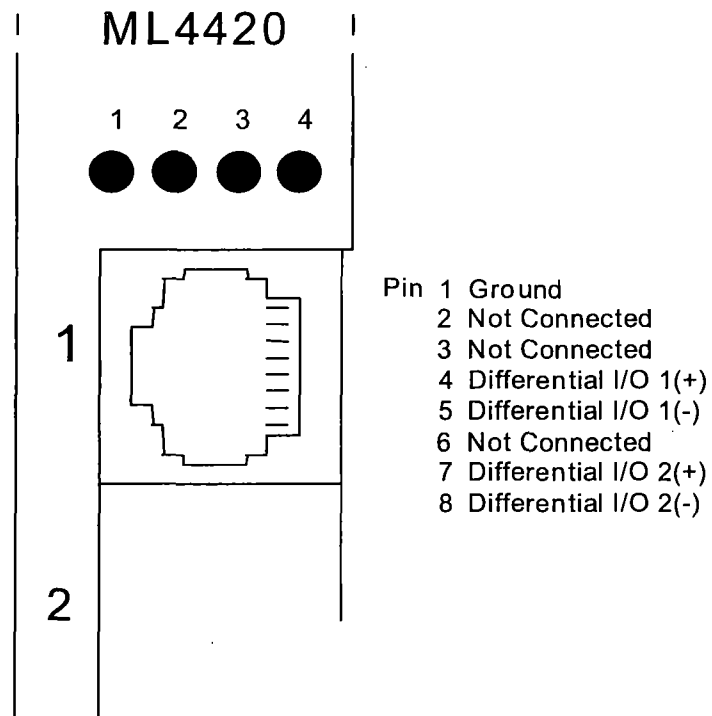 ML4420
1 2 3 4
1
Pin 1 Ground
2 Not Connected
3 Not Connected
4 Differential I/O 1(+)
5 Differential I/O 1(-)
6 Not Connected
7 Differential I/O 2(+)
8 Differential I/O 2(-)
2